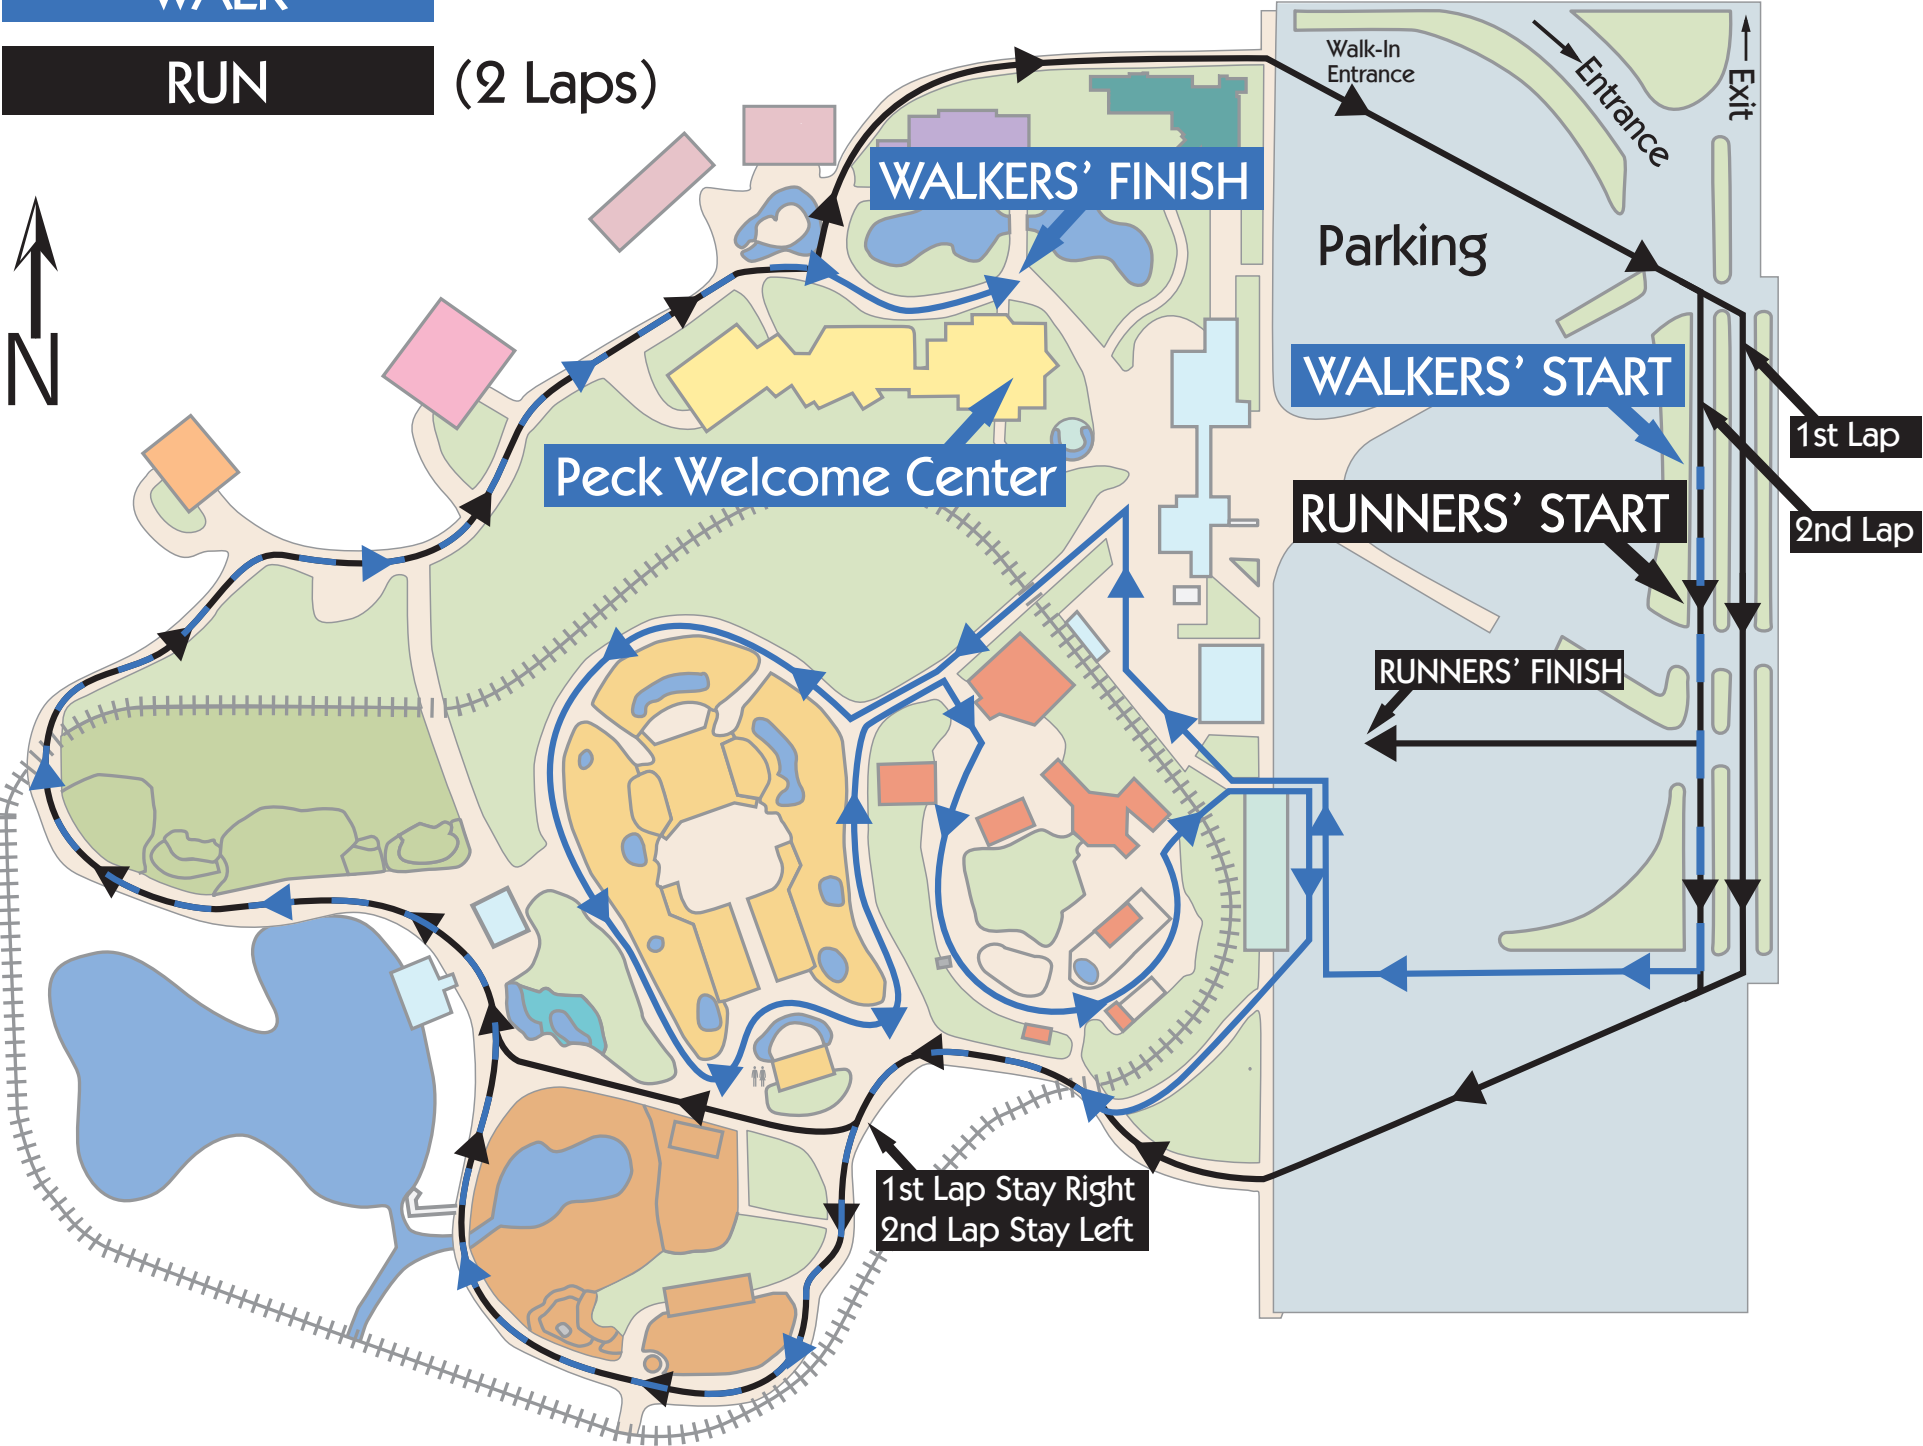 WALK
RUN (2 Laps)
Walk-In
Entrance
Entrance
Exit
WALKERS’ FINISH
Parking
N
WALKERS’ START
1st Lap
Peck Welcome Center
RUNNERS’ START
2nd Lap
RUNNERS’ FINISH
1st Lap Stay Right
2nd Lap Stay Left